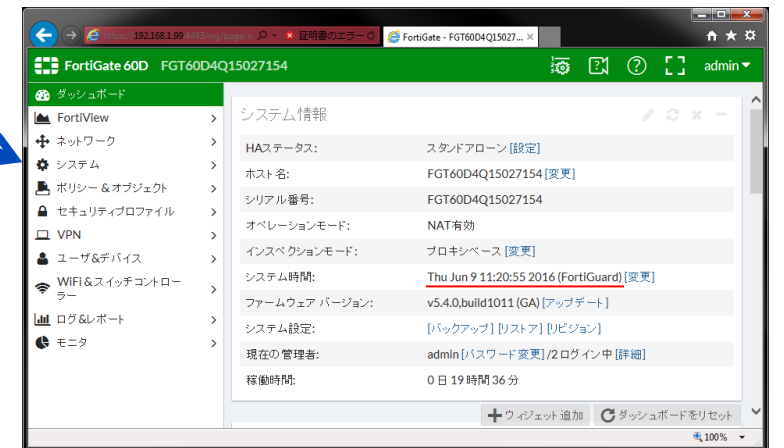 https://192.168.1.99:4443/ng/page/p
証明書のエラー
FortiGate - FGT60D4Q15027...
FortiGate 60D FGT60D4Q15027154
admin
ダッシュボード
FortiView
ネットワーク
システム
ポリシー & オブジェクト
セキュリティプロファイル
VPN
ユーザ&デバイス
WiFi&スイッチコントロー
ラー
ログ&レポート
モニタ
システム情報
HAステータス: スタンドアローン [設定]
ホスト名: FGT60D4Q15027154 [変更]
シリアル番号: FGT60D4Q15027154
オペレーションモード: NAT有効
インスペクションモード: プロキシベース [変更]
システム時間: Thu Jun 9 11:20:55 2016 (FortiGuard) [変更]
ファームウェア バージョン: v5.4.0,build1011 (GA) [アップデート]
システム設定: [バックアップ] [リストア] [リビジョン]
現在の管理者: admin [パスワード変更] /2 ログイン中 [詳細]
稼働時間: 0 日 19 時間 36 分
ウィジェット追加 ダッシュボードをリセット
100%